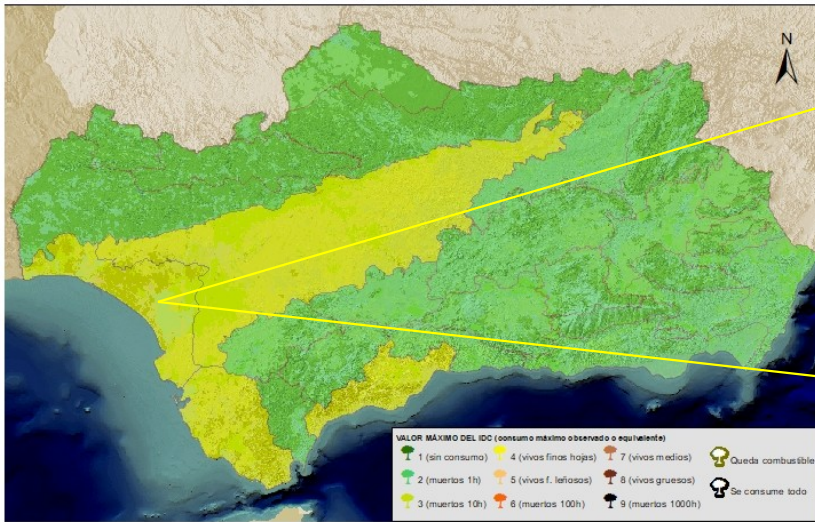 N
VALOR MÁXIMO DEL IDC (consumo máximo observado o equivalente)
1 (sin consumo)
2 (muertos 1h)
3 (muertos 10h)
4 (vivos finos hojas)
5 (vivos f. leñosos)
6 (muertos 100h)
7 (vivos medios)
8 (vivos gruesos)
9 (muertos 1000h)
Queda combustible
Se consume todo